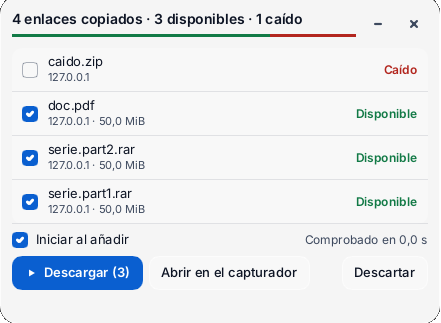 4 enlaces copiados · 3 disponibles · 1 caído
caido.zip
127.0.0.1
Caído
doc.pdf
127.0.0.1 · 50,0 MiB
Disponible
serie.part2.rar
127.0.0.1 · 50,0 MiB
Disponible
serie.part1.rar
127.0.0.1 · 50,0 MiB
Disponible
Iniciar al añadir
Comprobado en 0,0 s
Descargar (3)
Abrir en el capturador
Descartar